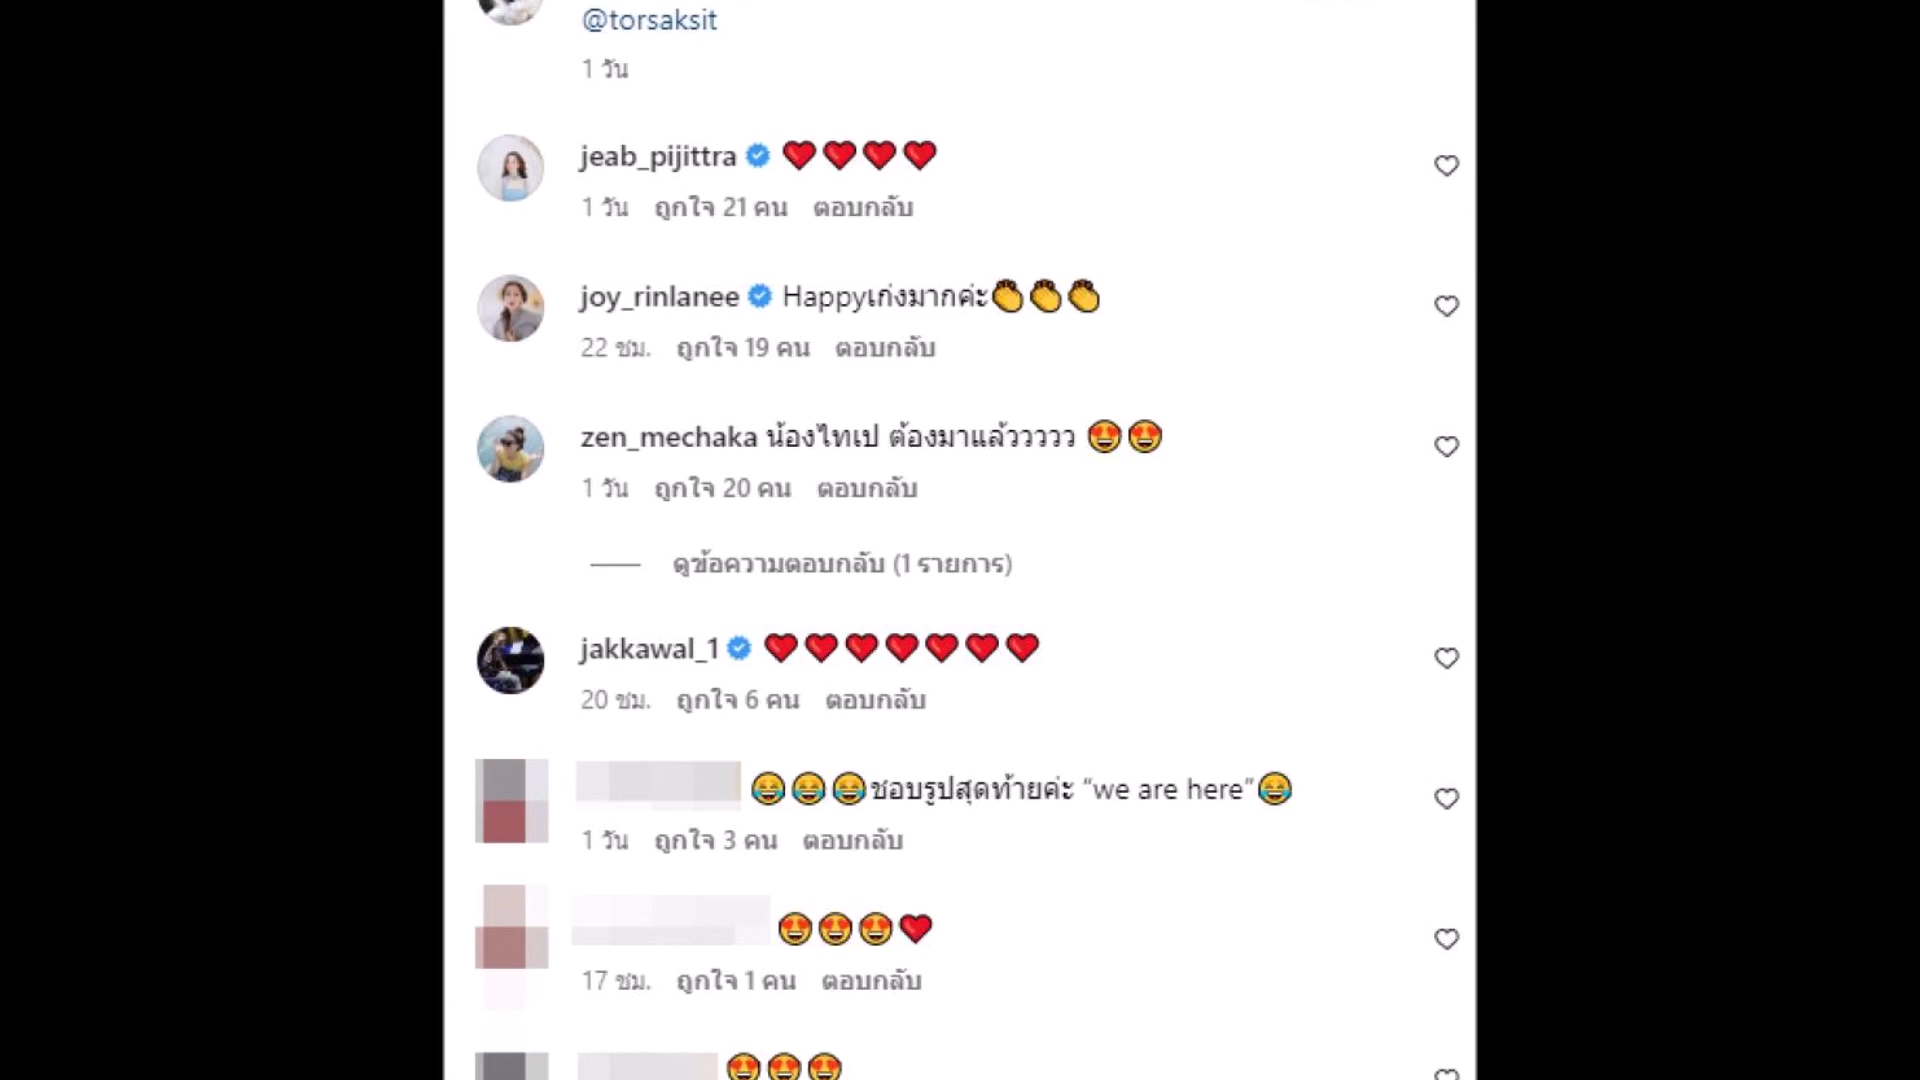 @torsaksit
1 วัน
jeab_pijittra ❤❤❤❤
1 วัน ถูกใจ 21 คน ตอบกลับ
joy_rinlanee Happyเก่งมากค่ะ👏👏👏
22 ชม. ถูกใจ 19 คน ตอบกลับ
zen_mechaka น้องไทเป ต้องมาแล้ววววว 😍😍
1 วัน ถูกใจ 20 คน ตอบกลับ
ดูข้อความตอบกลับ (1 รายการ)
jakkawal_1 ❤❤❤❤❤❤❤
20 ชม. ถูกใจ 6 คน ตอบกลับ
😂😂😂ชอบรูปสุดท้ายค่ะ “we are here”😂
1 วัน ถูกใจ 3 คน ตอบกลับ
😍😍😍❤
17 ชม. ถูกใจ 1 คน ตอบกลับ
😍😍😍